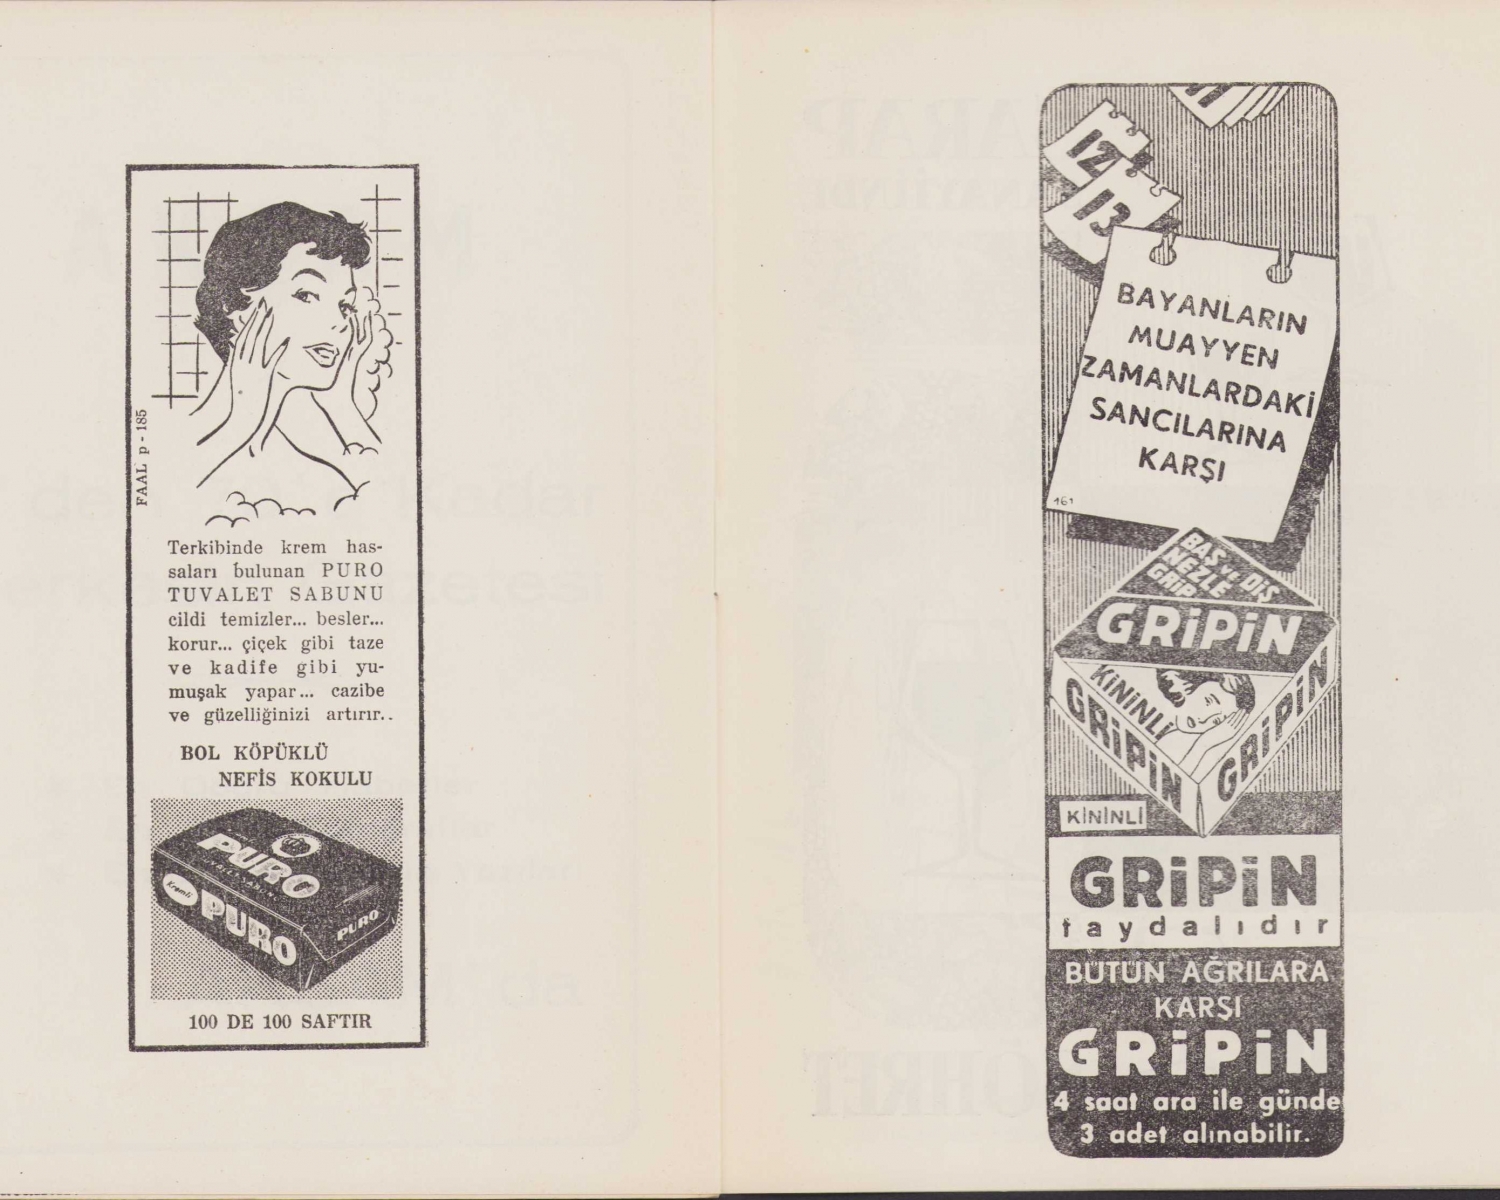 FAAL p - 185
Terkibinde krem has-
saları bulunan PURO
TUVALET SABUNU
cildi temizler... besler...
korur... çiçek gibi taze
ve kadife gibi yu-
muşak yapar... cazibe
ve güzelliğinizi artırır..
BOL KÖPÜKLÜ
NEFİS KOKULU
PURO
Kremli
PURO
PURO
100 DE 100 SAFTIR
11
12
13
BAYANLARIN
MUAYYEN
ZAMANLARDAKİ
SANCILARINA
KARŞI
161
BAŞ ve DİŞ
NEZLE
GRİP
GRİPİN
KİNİNLİ
GRİPİN
GRİPİN
KİNİNLİ
GRİPİN
faydalıdır
BÜTÜN AĞRILARA
KARŞI
GRİPİN
4 saat ara ile günde
3 adet alınabilir.